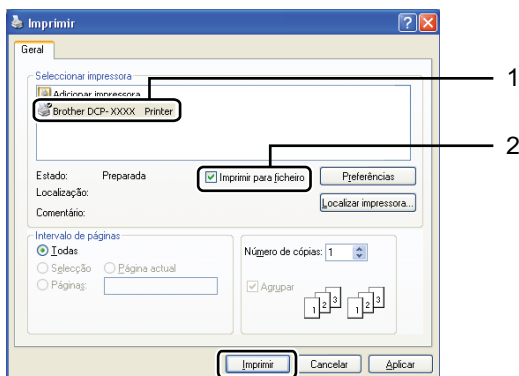 Imprimir
Geral
Seleccionar impressora
Adicionar impressora
Brother DCP-XXXX Printer
1
2
Estado: Preparada
Imprimir para ficheiro
Preferências
Localização:
Localizar impressora...
Comentário:
Intervalo de páginas
Todas
Selecção Página actual
Páginas:
Número de cópias: 1
Agrupar
1 2 3 1 2 3
Imprimir Cancelar Aplicar